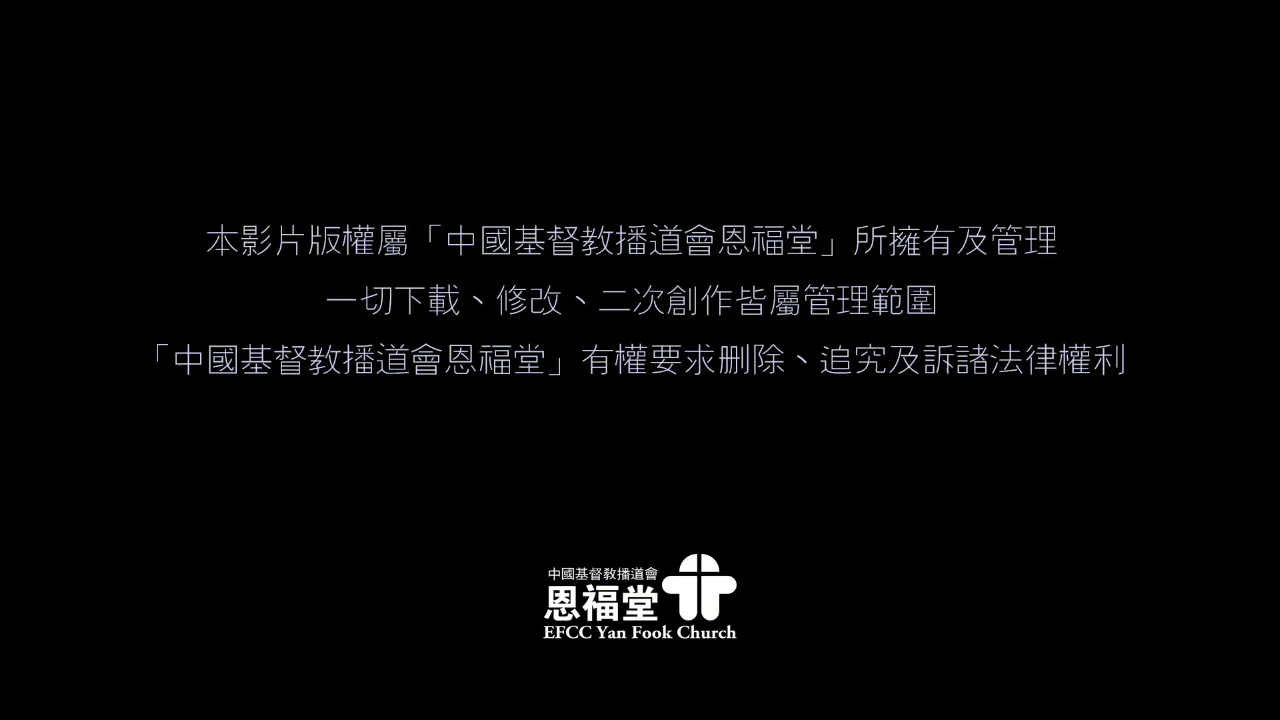 本影片版權屬「中國基督教播道會恩福堂」所擁有及管理
一切下載、修改、二次創作皆屬管理範圍
「中國基督教播道會恩福堂」有權要求刪除、追究及訴諸法律權利
中國基督教播道會
恩福堂
EFCC Yan Fook Church